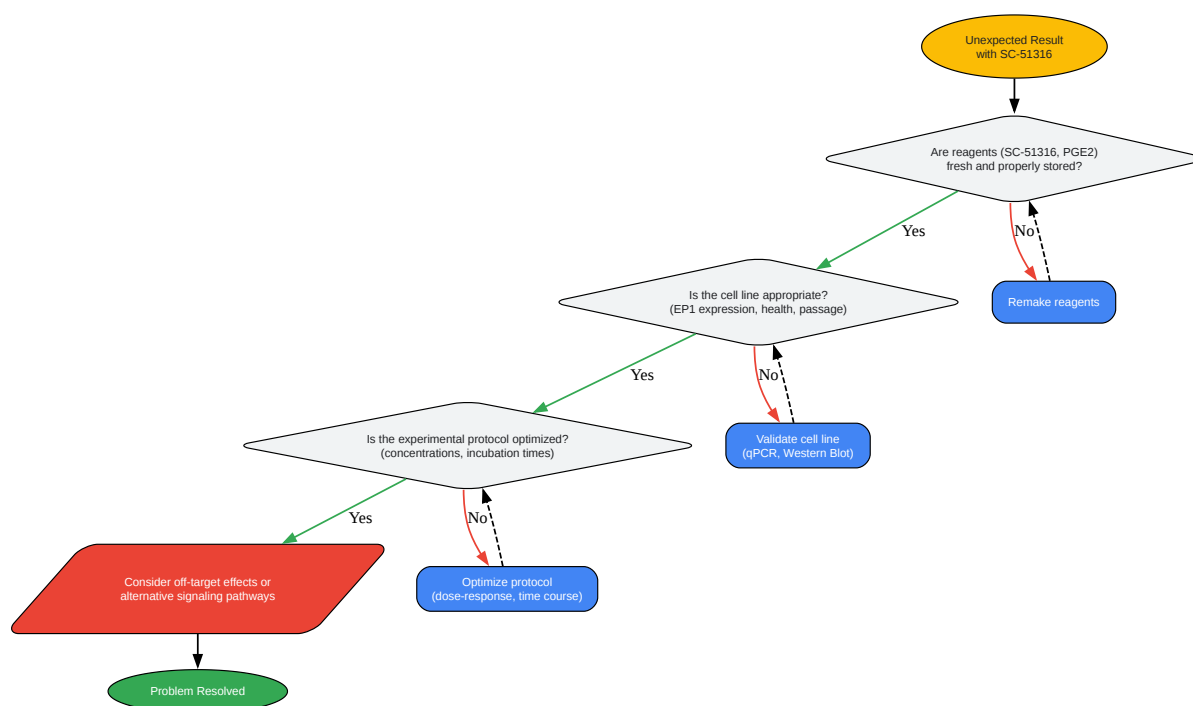 Unexpected Result
with SC-51316
Are reagents (SC-51316, PGE2)
fresh and properly stored?
Yes
No
Is the cell line appropriate?
(EP1 expression, health, passage)
Remake reagents
Yes
No
Is the experimental protocol optimized?
(concentrations, incubation times)
Validate cell line
(qPCR, Western Blot)
Yes
No
Consider off-target effects or
alternative signaling pathways
Optimize protocol
(dose-response, time course)
Problem Resolved